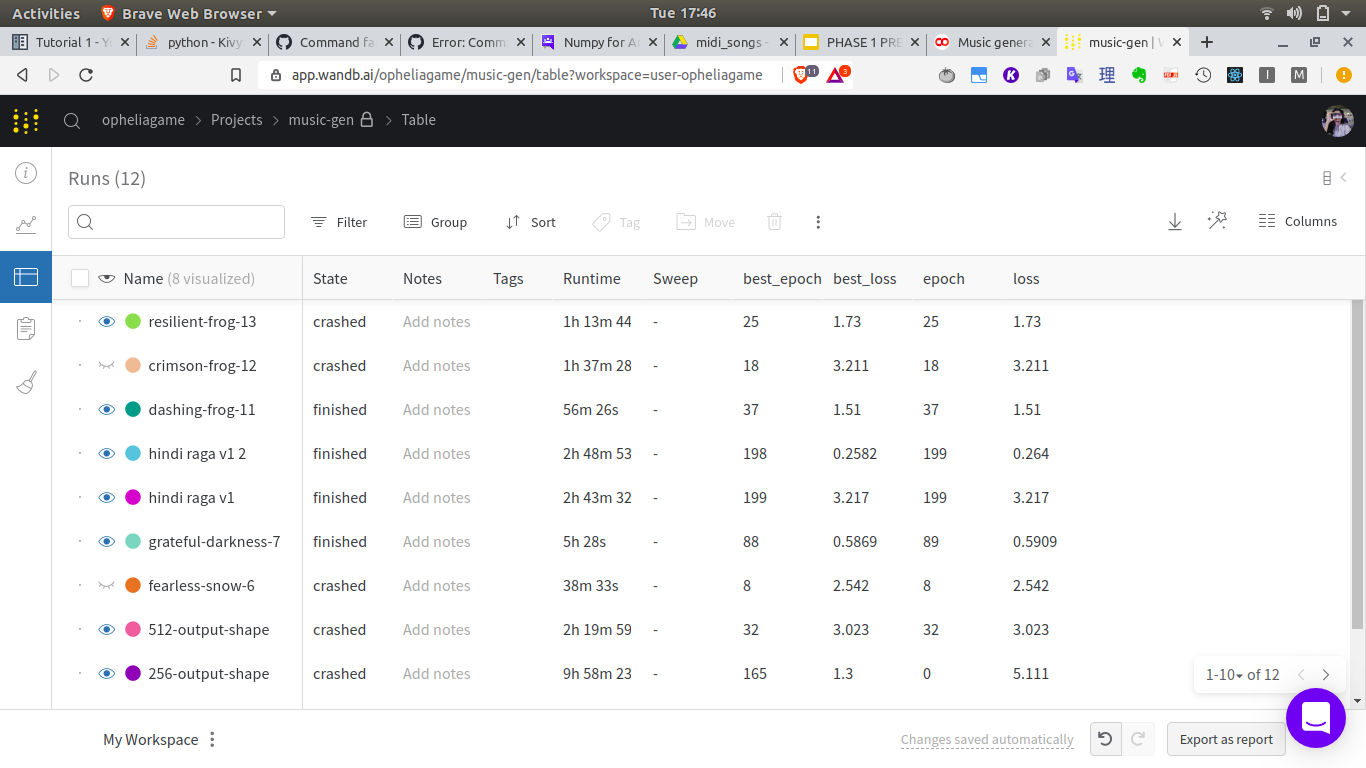 Activities Brave Web Browser Tue 17:46
Tutorial 1 - Y python - Kivy Command fa Error: Comm Numpy for A midi_songs - PHASE 1 PRE Music genera music-gen | W
app.wandb.ai/opheliagame/music-gen/table?workspace=user-opheliagame 11 3
opheliagame > Projects > music-gen > Table
Runs (12)
Filter Group Sort Tag Move Columns
Name (8 visualized) State Notes Tags Runtime Sweep best_epoch best_loss epoch loss
resilient-frog-13 crashed Add notes 1h 13m 44 - 25 1.73 25 1.73
crimson-frog-12 crashed Add notes 1h 37m 28 - 18 3.211 18 3.211
dashing-frog-11 finished Add notes 56m 26s - 37 1.51 37 1.51
hindi raga v1 2 finished Add notes 2h 48m 53 - 198 0.2582 199 0.264
hindi raga v1 finished Add notes 2h 43m 32 - 199 3.217 199 3.217
grateful-darkness-7 finished Add notes 5h 28s - 88 0.5869 89 0.5909
fearless-snow-6 crashed Add notes 38m 33s - 8 2.542 8 2.542
512-output-shape crashed Add notes 2h 19m 59 - 32 3.023 32 3.023
256-output-shape crashed Add notes 9h 58m 23 - 165 1.3 0 5.111
1-10 of 12
My Workspace Changes saved automatically Export as report